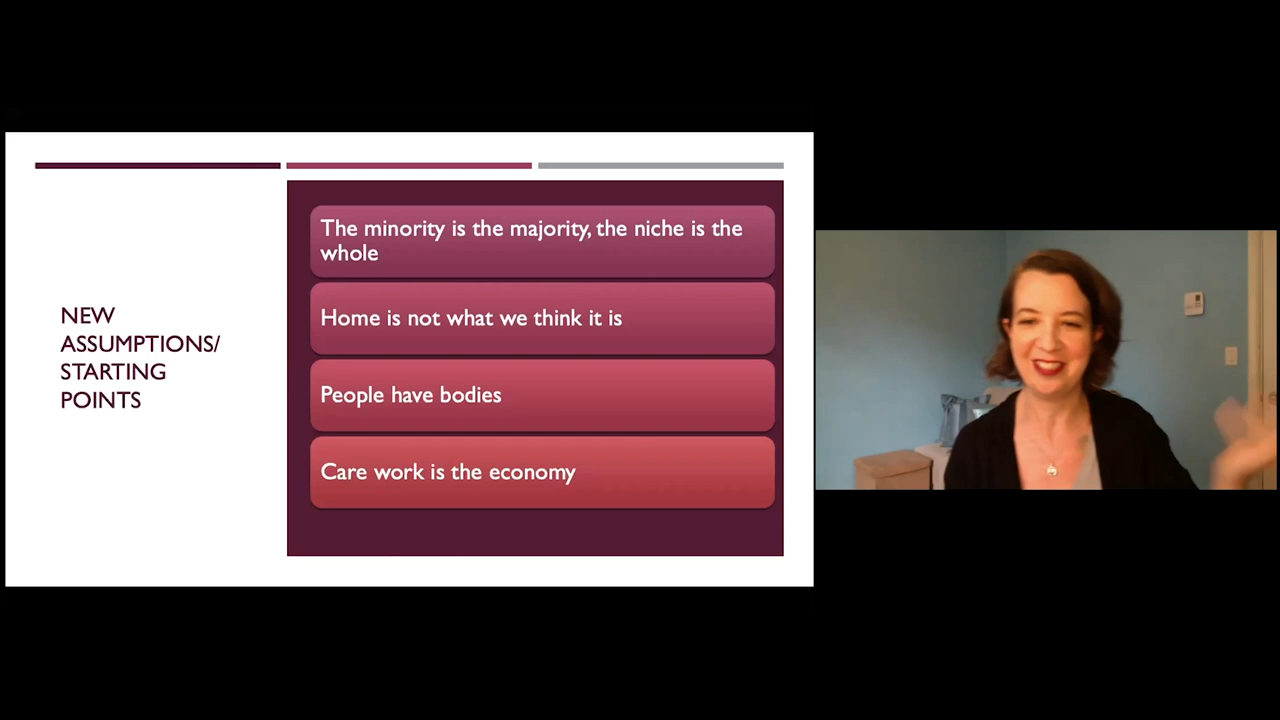 NEW
ASSUMPTIONS/
STARTING
POINTS
The minority is the majority, the niche is the
whole
Home is not what we think it is
People have bodies
Care work is the economy